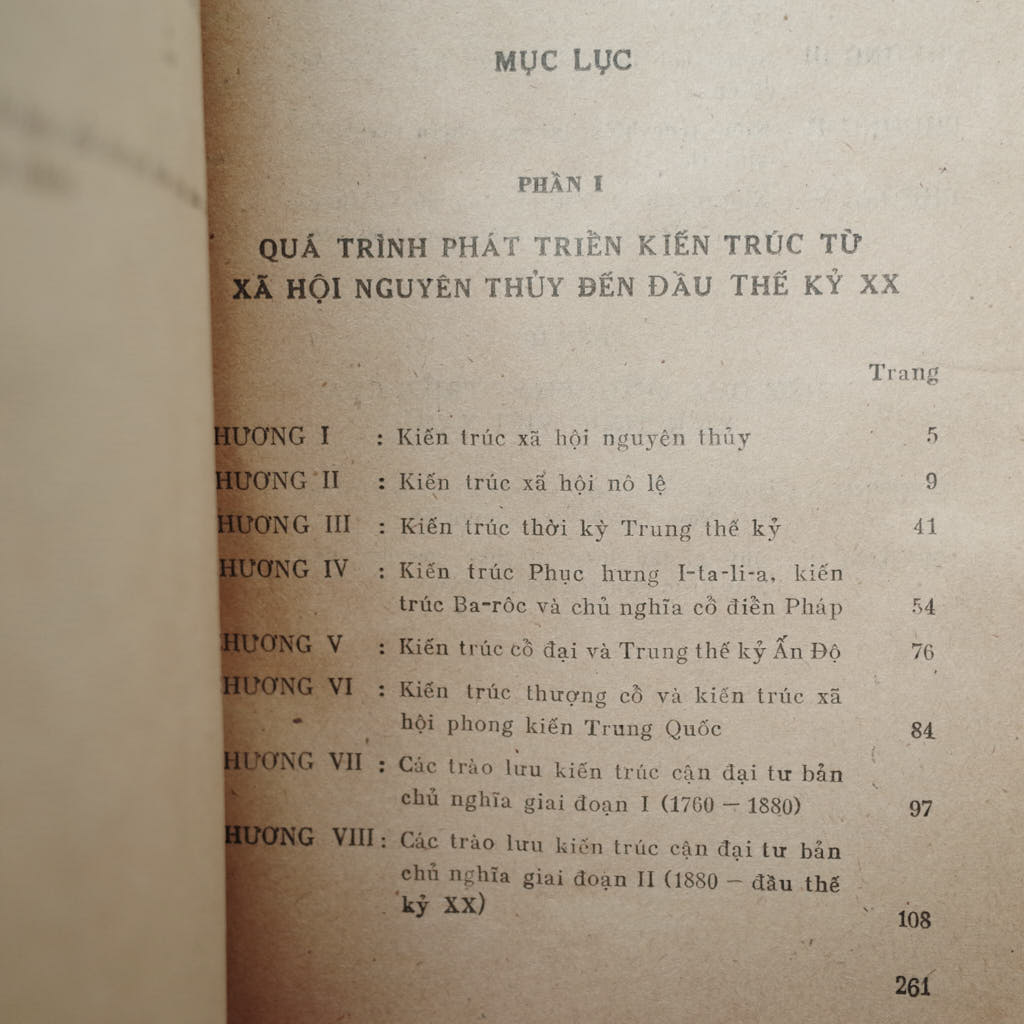 MỤC LỤC
PHẦN I
QUÁ TRÌNH PHÁT TRIỂN KIẾN TRÚC TỪ
XÃ HỘI NGUYÊN THỦY ĐẾN ĐẦU THẾ KỶ XX
Trang
HƯƠNG I : Kiến trúc xã hội nguyên thủy 5
HƯƠNG II : Kiến trúc xã hội nô lệ 9
HƯƠNG III : Kiến trúc thời kỳ Trung thế kỷ 41
HƯƠNG IV : Kiến trúc Phục hưng I-ta-li-a, kiến
trúc Ba-rôc và chủ nghĩa cổ điển Pháp 54
HƯƠNG V : Kiến trúc cổ đại và Trung thế kỷ Ấn Độ 76
HƯƠNG VI : Kiến trúc thượng cổ và kiến trúc xã
hội phong kiến Trung Quốc 84
HƯƠNG VII : Các trào lưu kiến trúc cận đại tư bản
chủ nghĩa giai đoạn I (1760 — 1880) 97
HƯƠNG VIII : Các trào lưu kiến trúc cận đại tư bản
chủ nghĩa giai đoạn II (1880 — đầu thế
kỷ XX) 108
261